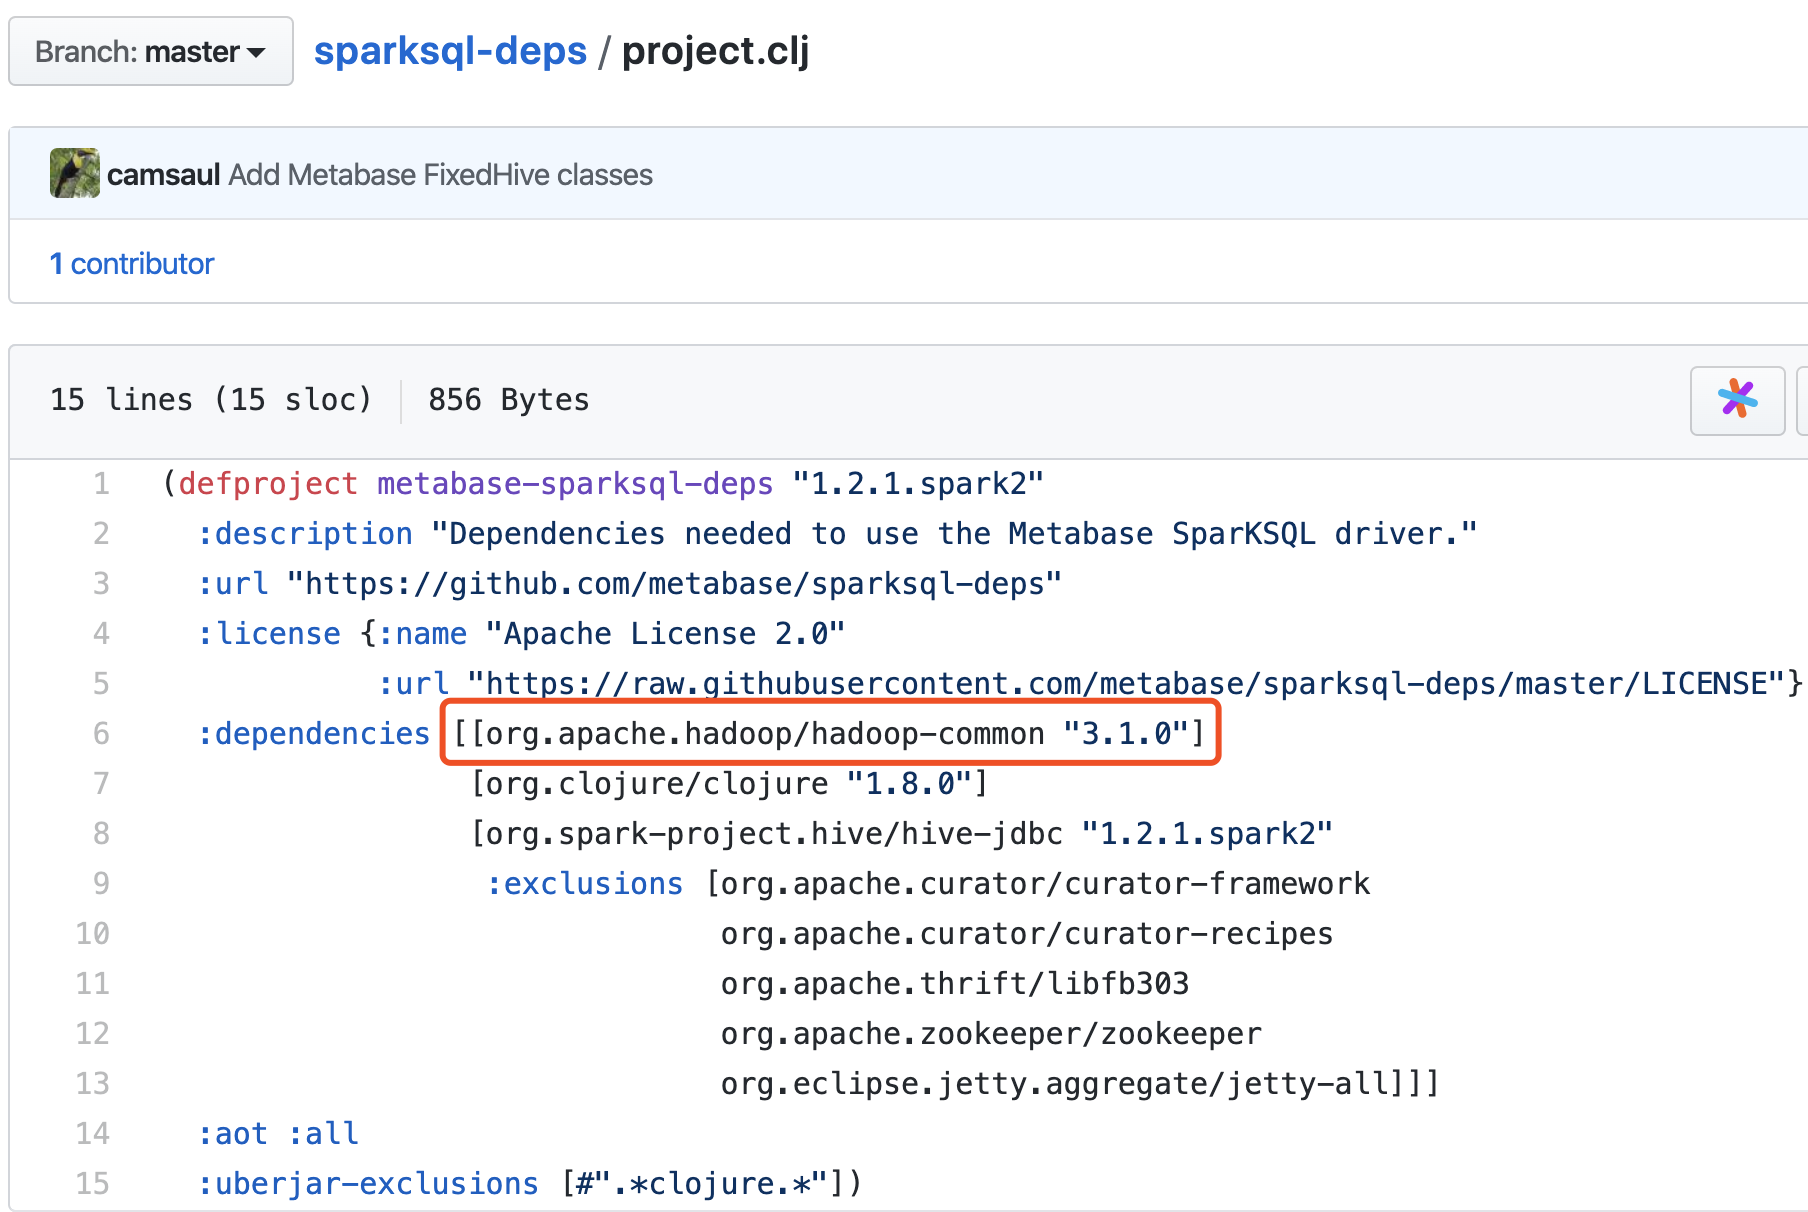 Branch: master
sparksql-deps / project.clj
camsaul Add Metabase FixedHive classes
1 contributor
15 lines (15 sloc) 856 Bytes
1 (defproject metabase-sparksql-deps "1.2.1.spark2"
2 :description "Dependencies needed to use the Metabase SparKSQL driver."
3 :url "https://github.com/metabase/sparksql-deps"
4 :license {:name "Apache License 2.0"
5 :url "https://raw.githubusercontent.com/metabase/sparksql-deps/master/LICENSE"}
6 :dependencies [[org.apache.hadoop/hadoop-common "3.1.0"]
7 [org.clojure/clojure "1.8.0"]
8 [org.spark-project.hive/hive-jdbc "1.2.1.spark2"
9 :exclusions [org.apache.curator/curator-framework
10 org.apache.curator/curator-recipes
11 org.apache.thrift/libfb303
12 org.apache.zookeeper/zookeeper
13 org.eclipse.jetty.aggregate/jetty-all]]]
14 :aot :all
15 :uberjar-exclusions [#".*clojure.*"])